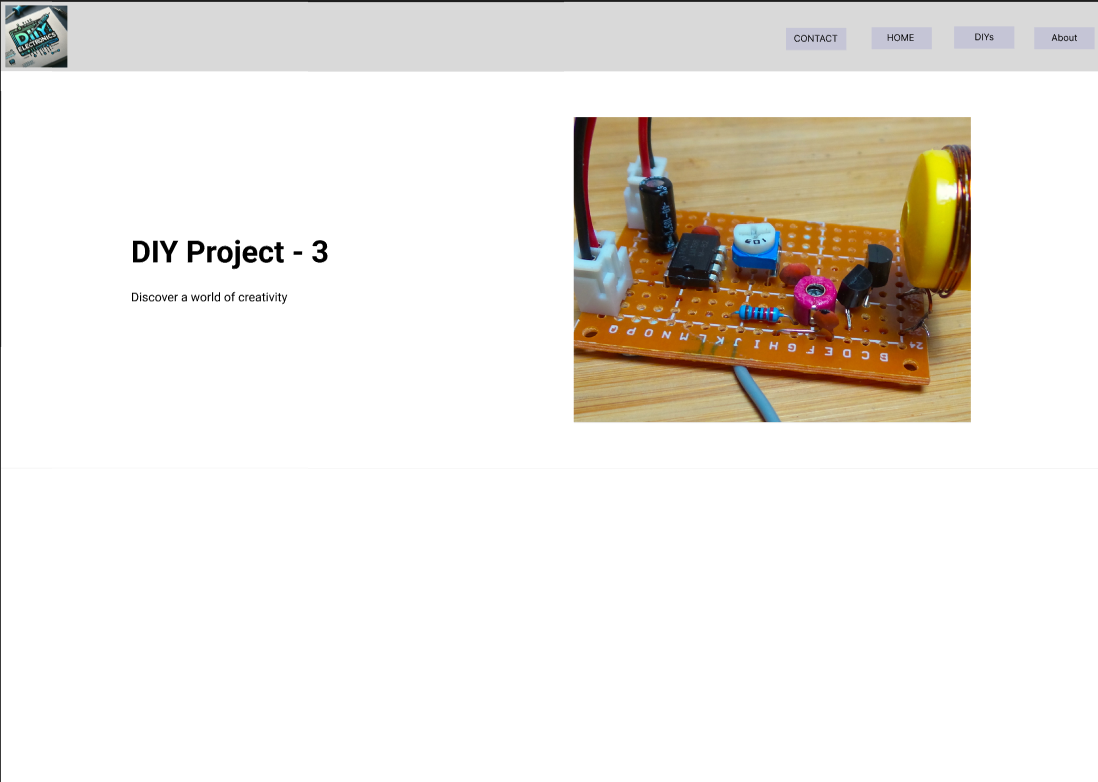 DIY
ELECTRONICS
CONTACT
HOME
DIYs
About
DIY Project - 3
Discover a world of creativity
103
Q P O N M L K J I H G F E D C B
24